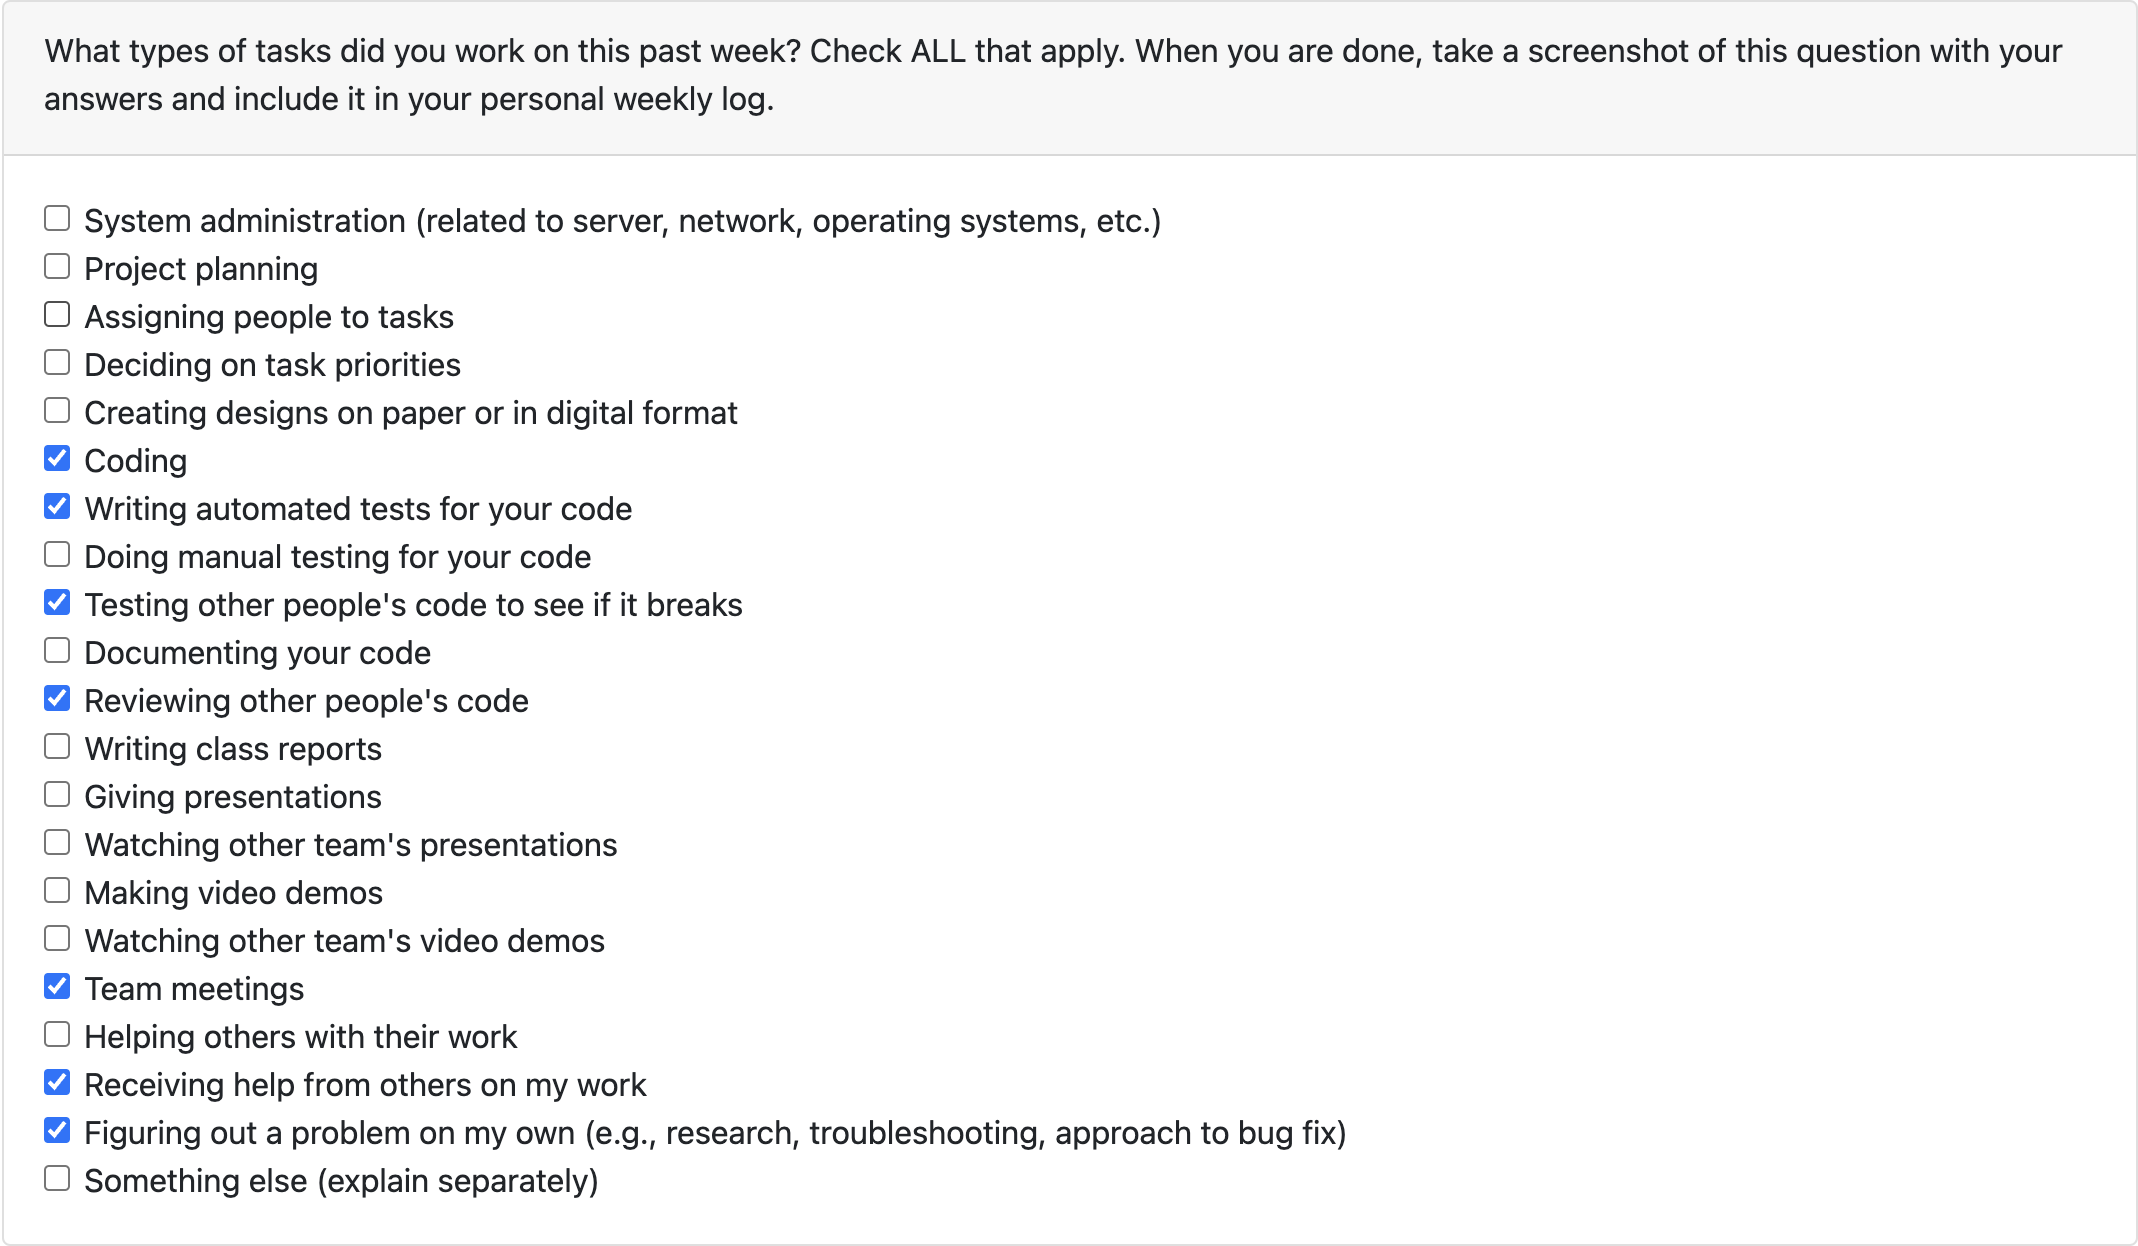 What types of tasks did you work on this past week? Check ALL that apply. When you are done, take a screenshot of this question with your
answers and include it in your personal weekly log.
System administration (related to server, network, operating systems, etc.)
Project planning
Assigning people to tasks
Deciding on task priorities
Creating designs on paper or in digital format
Coding
Writing automated tests for your code
Doing manual testing for your code
Testing other people's code to see if it breaks
Documenting your code
Reviewing other people's code
Writing class reports
Giving presentations
Watching other team's presentations
Making video demos
Watching other team's video demos
Team meetings
Helping others with their work
Receiving help from others on my work
Figuring out a problem on my own (e.g., research, troubleshooting, approach to bug fix)
Something else (explain separately)